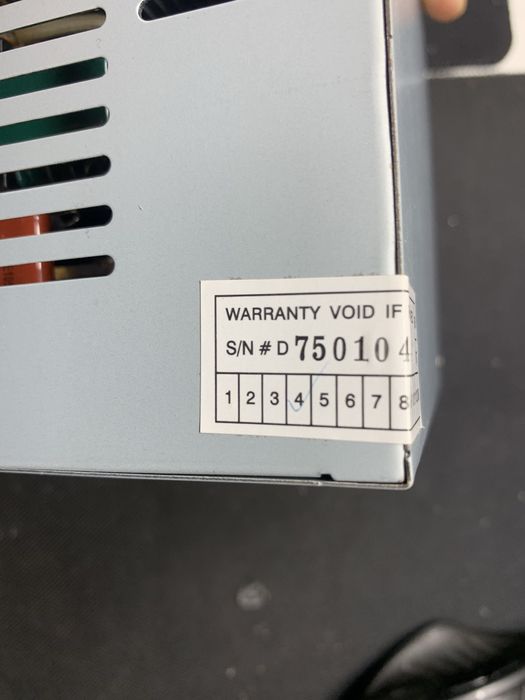 WARRANTY VOID IF
S/N # D 750104
1 2 3 4 5 6 7 8